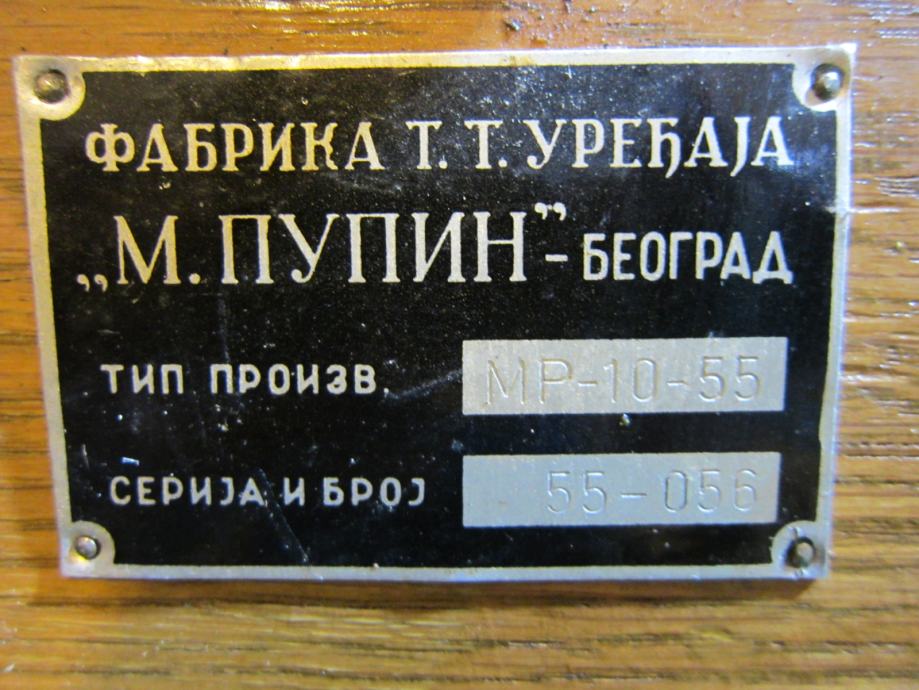 ФАБРИКА Т. Т. УРЕЂАЈА
„М. ПУПИН” - БЕОГРАД
ТИП ПРОИЗВ. МР-10-55
СЕРИЈА И БРОЈ 55-056